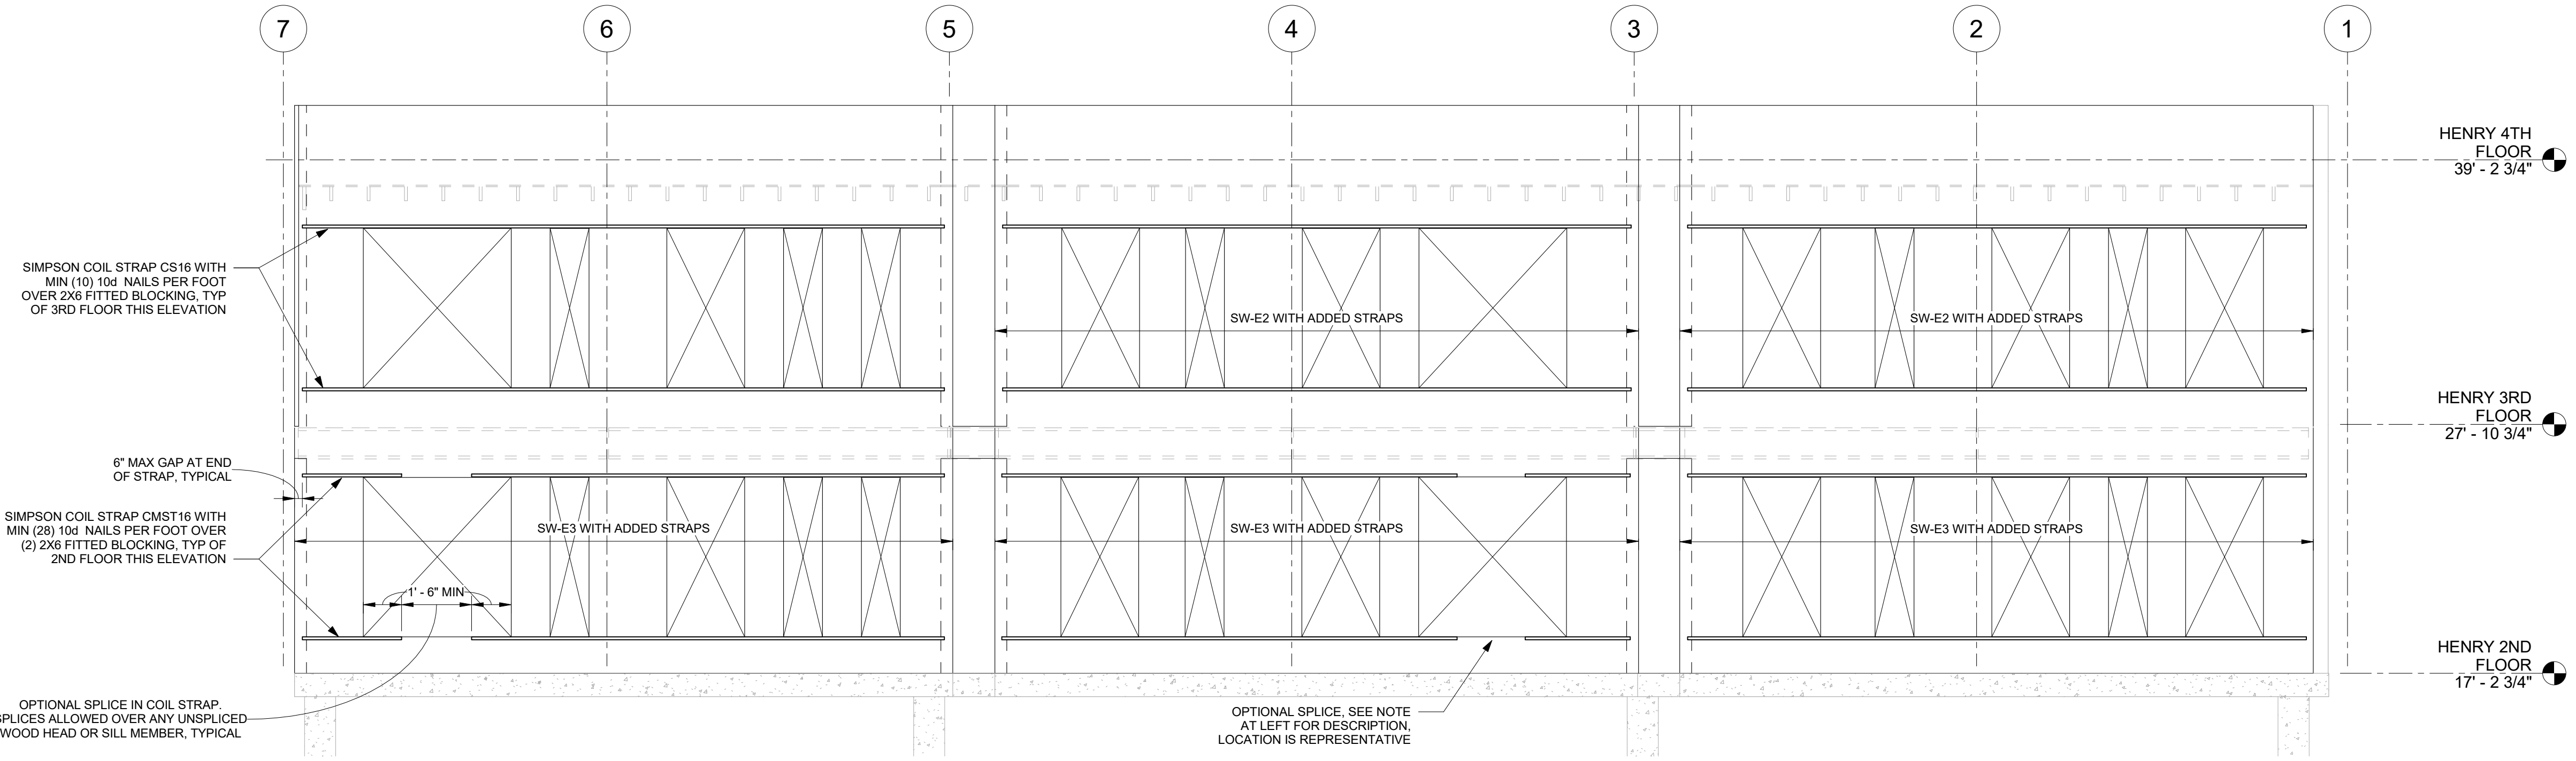 7
6
5
4
3
2
1
HENRY 4TH
FLOOR
39' - 2 3/4"
SIMPSON COIL STRAP CS16 WITH
MIN (10) 10d NAILS PER FOOT
OVER 2X6 FITTED BLOCKING, TYP
OF 3RD FLOOR THIS ELEVATION
SW-E2 WITH ADDED STRAPS
SW-E2 WITH ADDED STRAPS
HENRY 3RD
FLOOR
27' - 10 3/4"
6" MAX GAP AT END
OF STRAP, TYPICAL
SIMPSON COIL STRAP CMST16 WITH
MIN (28) 10d NAILS PER FOOT OVER
(2) 2X6 FITTED BLOCKING, TYP OF
2ND FLOOR THIS ELEVATION
SW-E3 WITH ADDED STRAPS
SW-E3 WITH ADDED STRAPS
SW-E3 WITH ADDED STRAPS
1' - 6" MIN
HENRY 2ND
FLOOR
17' - 2 3/4"
OPTIONAL SPLICE IN COIL STRAP.
SPLICES ALLOWED OVER ANY UNSPLICED
WOOD HEAD OR SILL MEMBER, TYPICAL
OPTIONAL SPLICE, SEE NOTE
AT LEFT FOR DESCRIPTION,
LOCATION IS REPRESENTATIVE